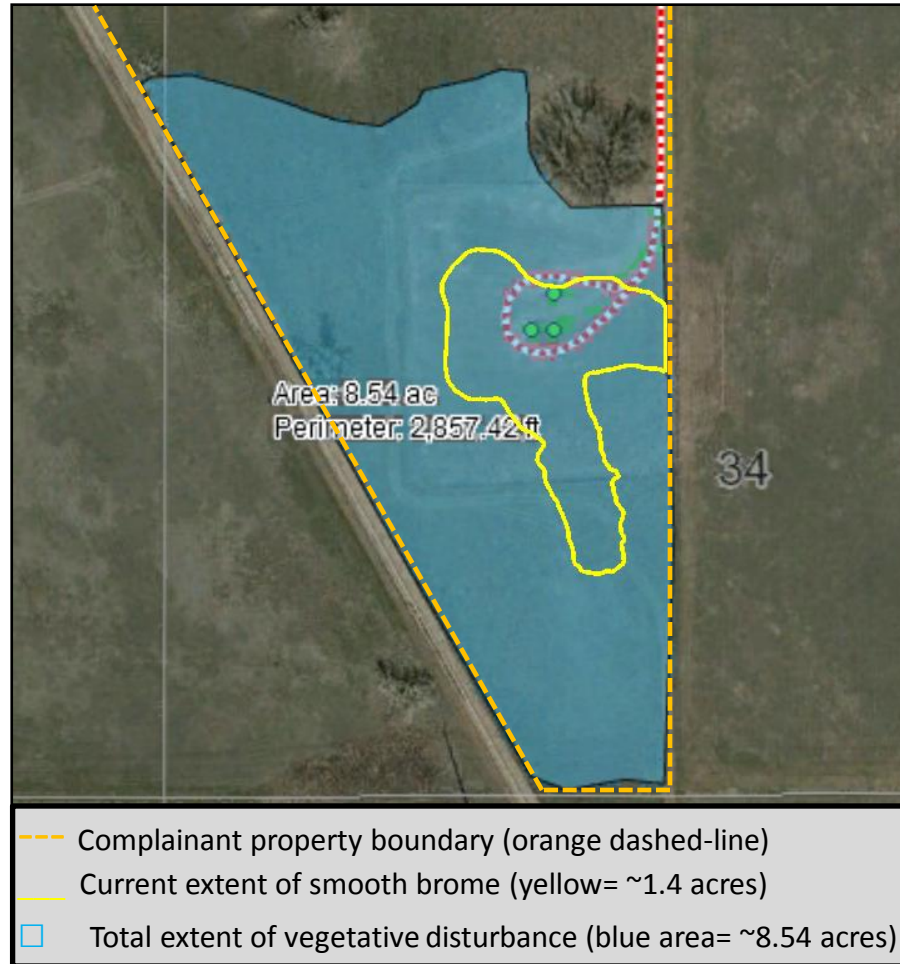 Area: 8.54 ac
Perimeter: 2,857.42 ft
34
Complainant property boundary (orange dashed-line)
Current extent of smooth brome (yellow= ~1.4 acres)
Total extent of vegetative disturbance (blue area= ~8.54 acres)